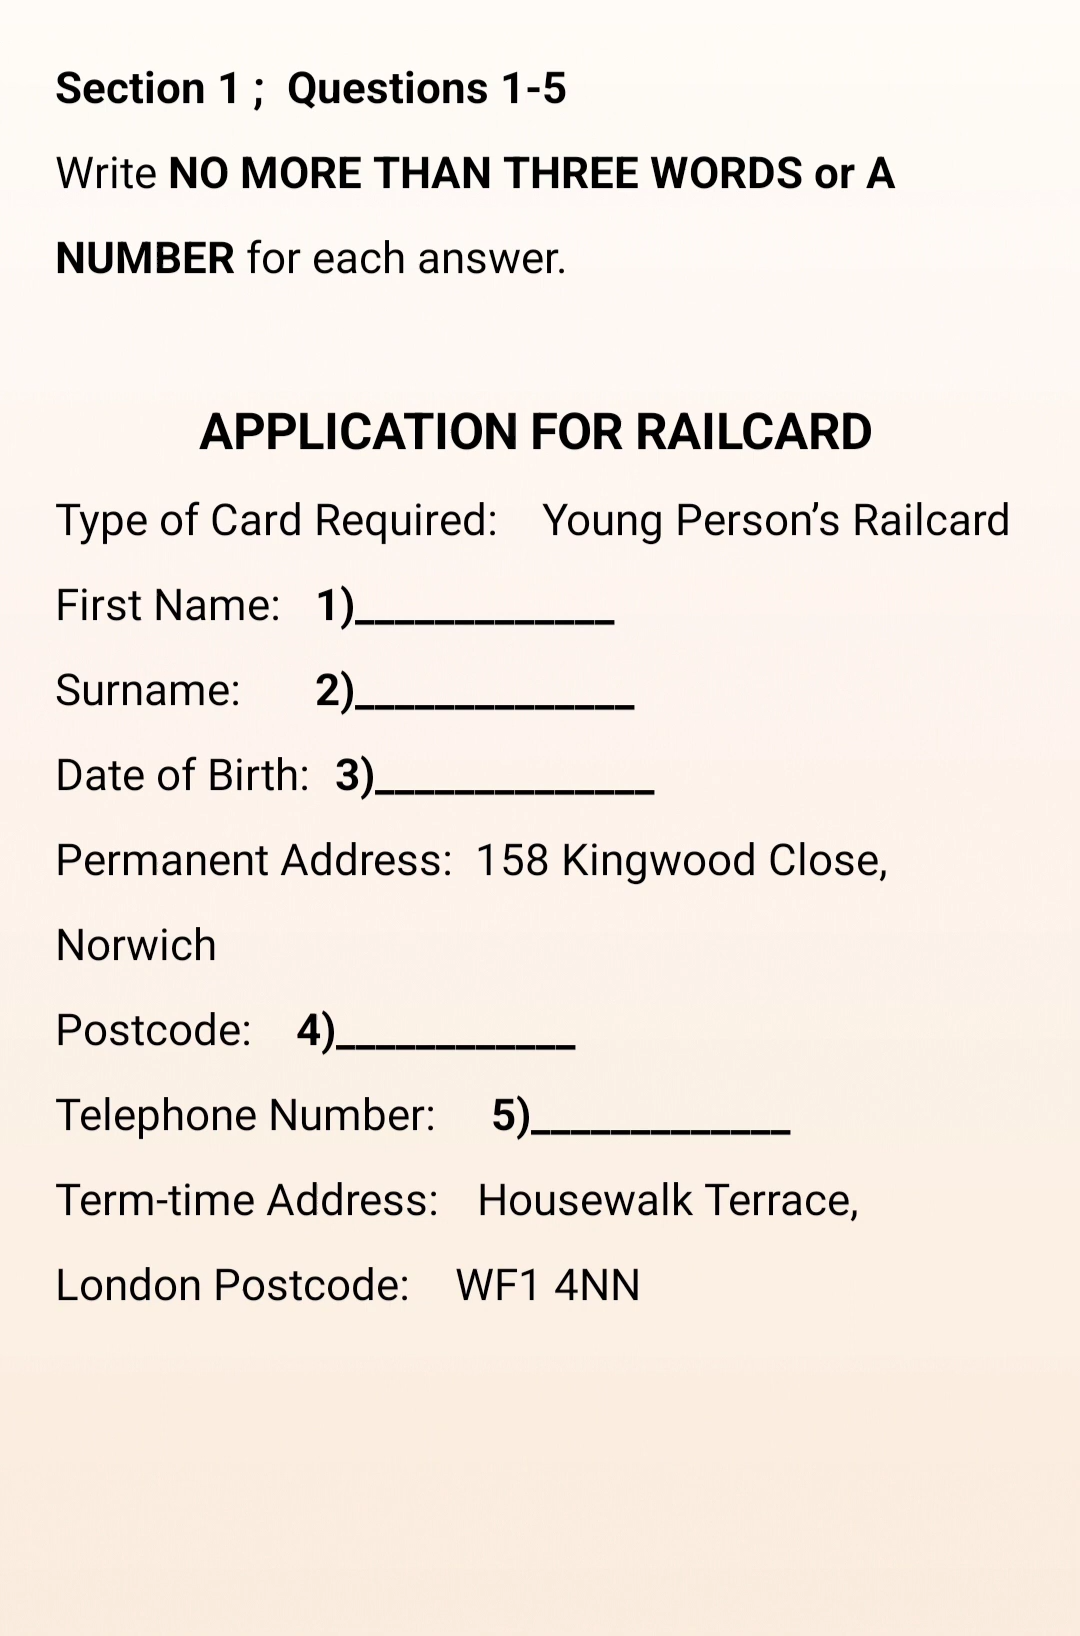 Section 1 ;  Questions 1-5
Write NO MORE THAN THREE WORDS or A
NUMBER for each answer.
APPLICATION FOR RAILCARD
Type of Card Required:    Young Person’s Railcard
First Name:   1)_____________
Surname:      2)______________
Date of Birth:  3)______________
Permanent Address:  158 Kingwood Close,
Norwich
Postcode:    4)____________
Telephone Number:     5)_____________
Term-time Address:   Housewalk Terrace,
London Postcode:    WF1 4NN